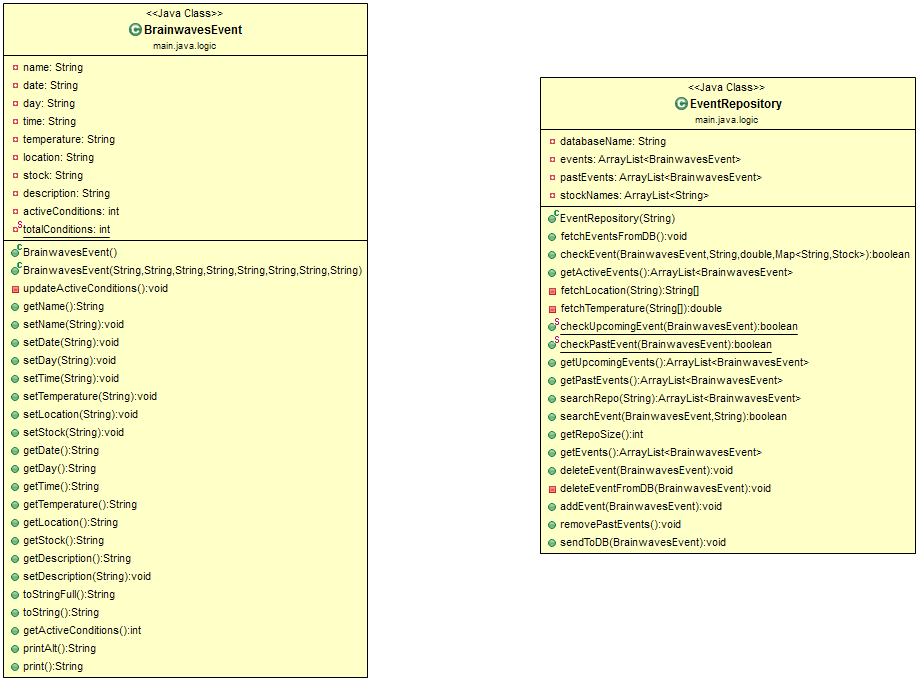 <<Java Class>>
BrainwavesEvent
main.java.logic
name: String
date: String
day: String
time: String
temperature: String
location: String
stock: String
description: String
activeConditions: int
totalConditions: int
BrainwavesEvent()
BrainwavesEvent(String,String,String,String,String,String,String)
updateActiveConditions():void
getName():String
setName(String):void
setDate(String):void
setDay(String):void
setTime(String):void
setTemperature(String):void
setLocation(String):void
setStock(String):void
getDate():String
getDay():String
getTime():String
getTemperature():String
getLocation():String
getStock():String
getDescription():String
setDescription(String):void
toStringFull():String
toString():String
getActiveConditions():int
printAlt():String
print():String
<<Java Class>>
EventRepository
main.java.logic
databaseName: String
events: ArrayList<BrainwavesEvent>
pastEvents: ArrayList<BrainwavesEvent>
stockNames: ArrayList<String>
EventRepository(String)
fetchEventsFromDB():void
checkEvent(BrainwavesEvent,String,double,Map<String,Stock>):boolean
getActiveEvents():ArrayList<BrainwavesEvent>
fetchLocation(String):String[]
fetchTemperature(String[]):double
checkUpcomingEvent(BrainwavesEvent):boolean
checkPastEvent(BrainwavesEvent):boolean
getUpcomingEvents():ArrayList<BrainwavesEvent>
getPastEvents():ArrayList<BrainwavesEvent>
searchRepo(String):ArrayList<BrainwavesEvent>
searchEvent(BrainwavesEvent,String):boolean
getRepoSize():int
getEvents():ArrayList<BrainwavesEvent>
deleteEvent(BrainwavesEvent):void
deleteEventFromDB(BrainwavesEvent):void
addEvent(BrainwavesEvent):void
removePastEvents():void
sendToDB(BrainwavesEvent):void